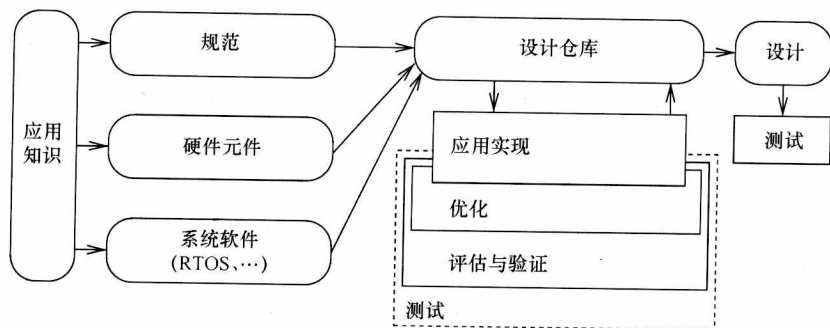 应用
知识
规范
硬件元件
系统软件
(RTOS、…)
设计仓库
设计
测试
应用实现
优化
评估与验证
测试